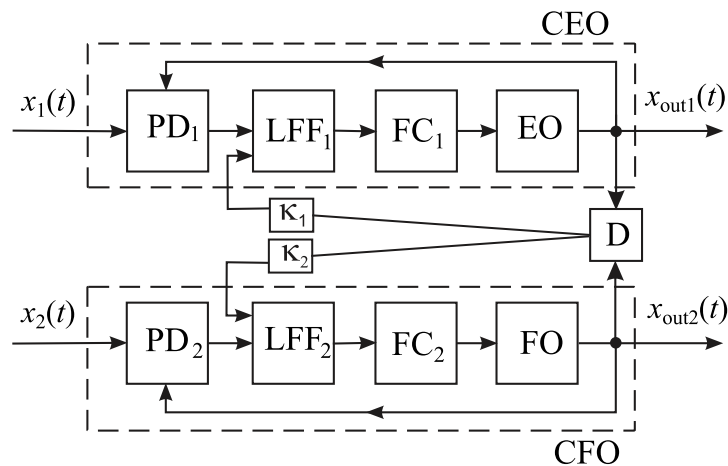 CEO
x₁(t)
PD₁
LFF₁
FC₁
EO
xout1(t)
κ₁
D
κ₂
x₂(t)
PD₂
LFF₂
FC₂
FO
xout2(t)
CFO